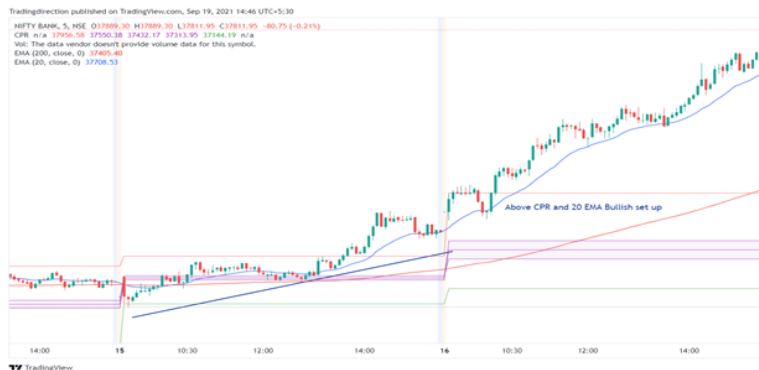 Tradingdirection published on TradingView.com, Sep 19, 2021 14:46 UTC+5:30
NIFTY BANK, 5, NSE O37889.30 H37889.30 L37811.95 C37811.95 −80.75 (−0.21%)
CPR n/a 37956.58 37550.38 37432.17 37313.95 37144.19 n/a
Vol: The data vendor doesn't provide volume data for this symbol.
EMA (200, close, 0) 37405.40
EMA (20, close, 0) 37708.53
Above CPR and 20 EMA Bullish set up
14:00 15 10:30 12:00 14:00 16 10:30 12:00 14:00
TradingView